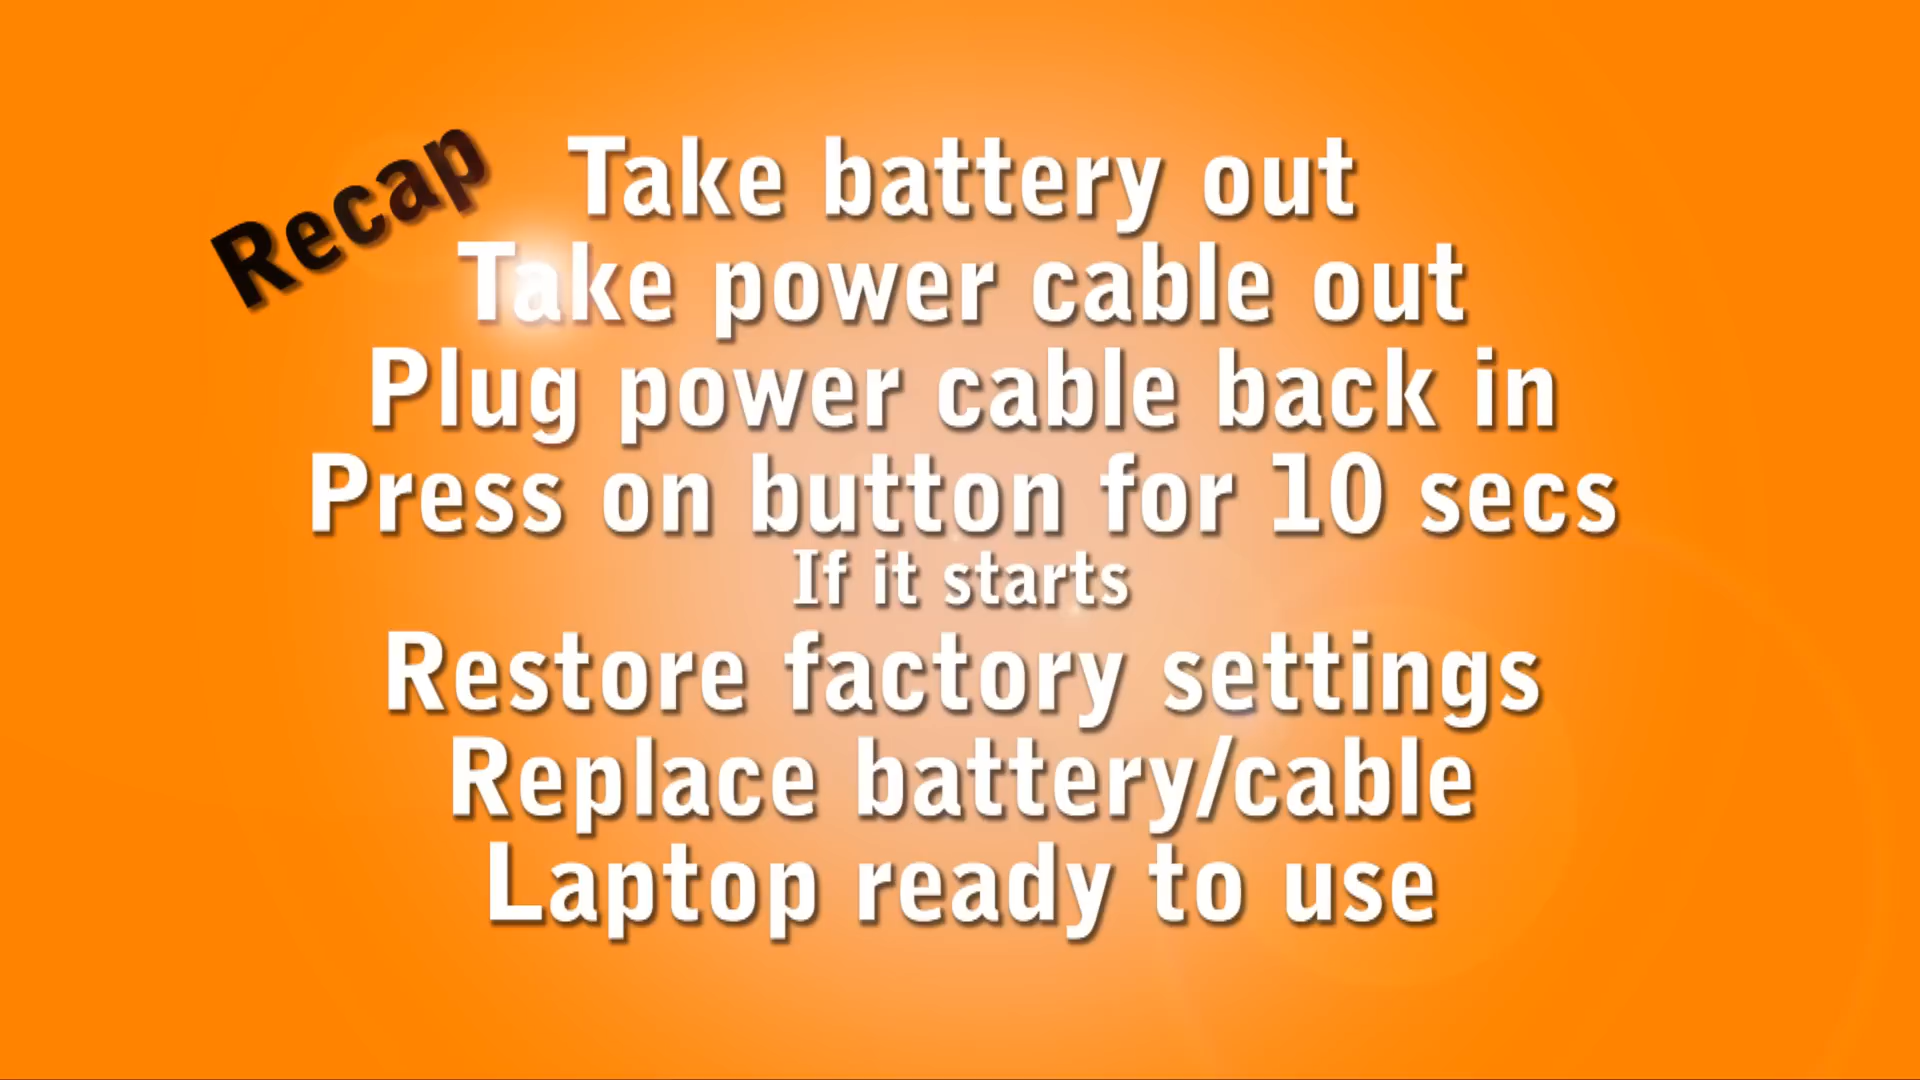 Recap
Take battery out
Take power cable out
Plug power cable back in
Press on button for 10 secs
If it starts
Restore factory settings
Replace battery/cable
Laptop ready to use